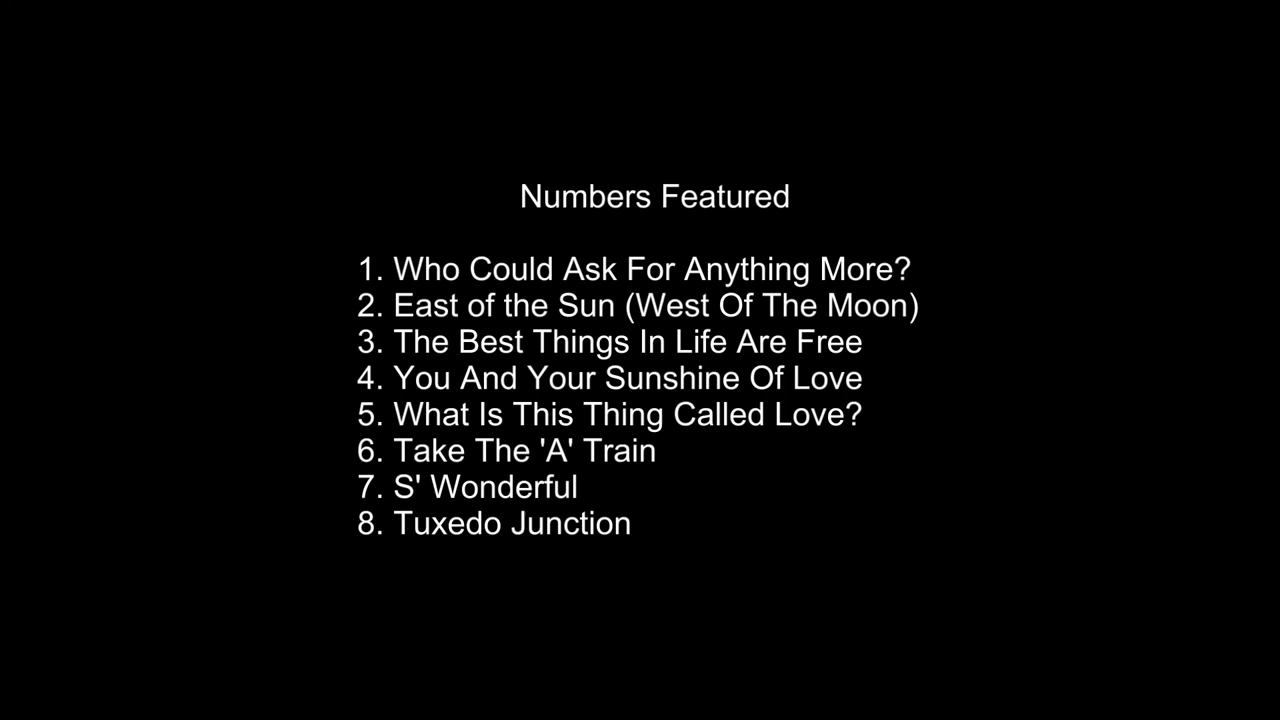 Numbers Featured
1. Who Could Ask For Anything More?
2. East of the Sun (West Of The Moon)
3. The Best Things In Life Are Free
4. You And Your Sunshine Of Love
5. What Is This Thing Called Love?
6. Take The 'A' Train
7. S' Wonderful
8. Tuxedo Junction